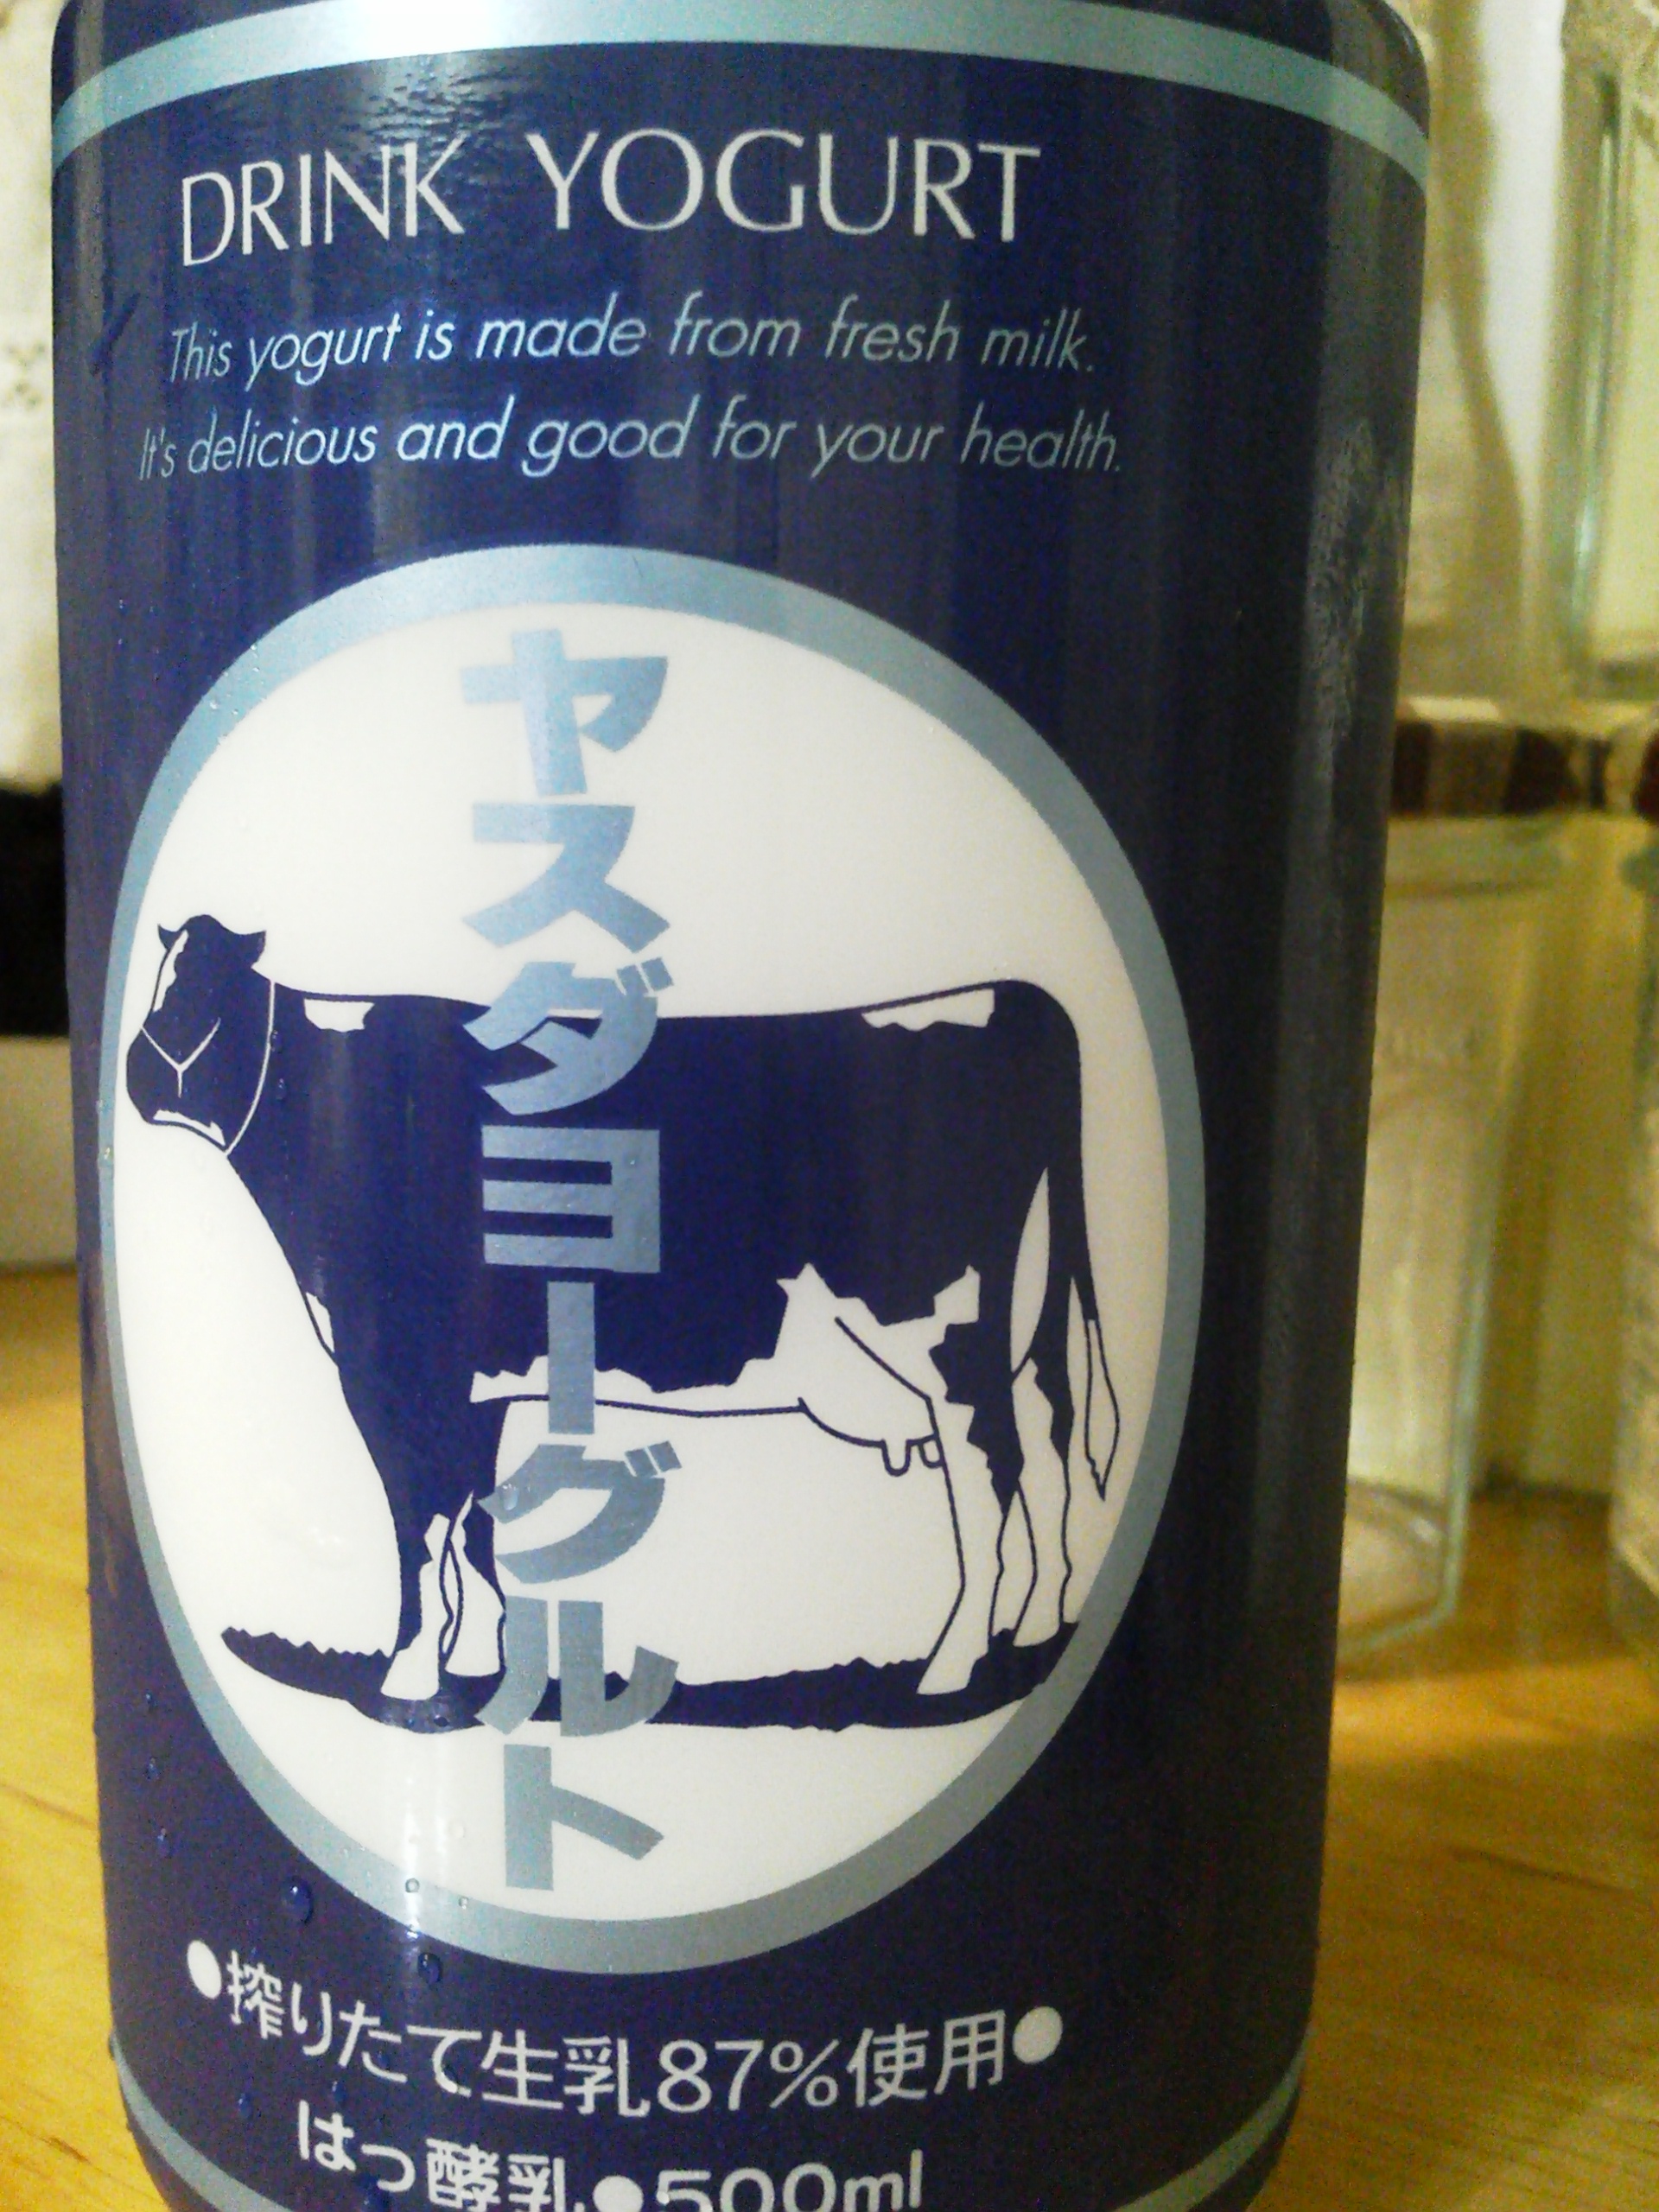 DRINK YOGURT
This yogurt is made from fresh milk.
It's delicious and good for your health.
ヤスダヨーグルト
●搾りたて生乳87%使用●
はっ酵乳●500ml